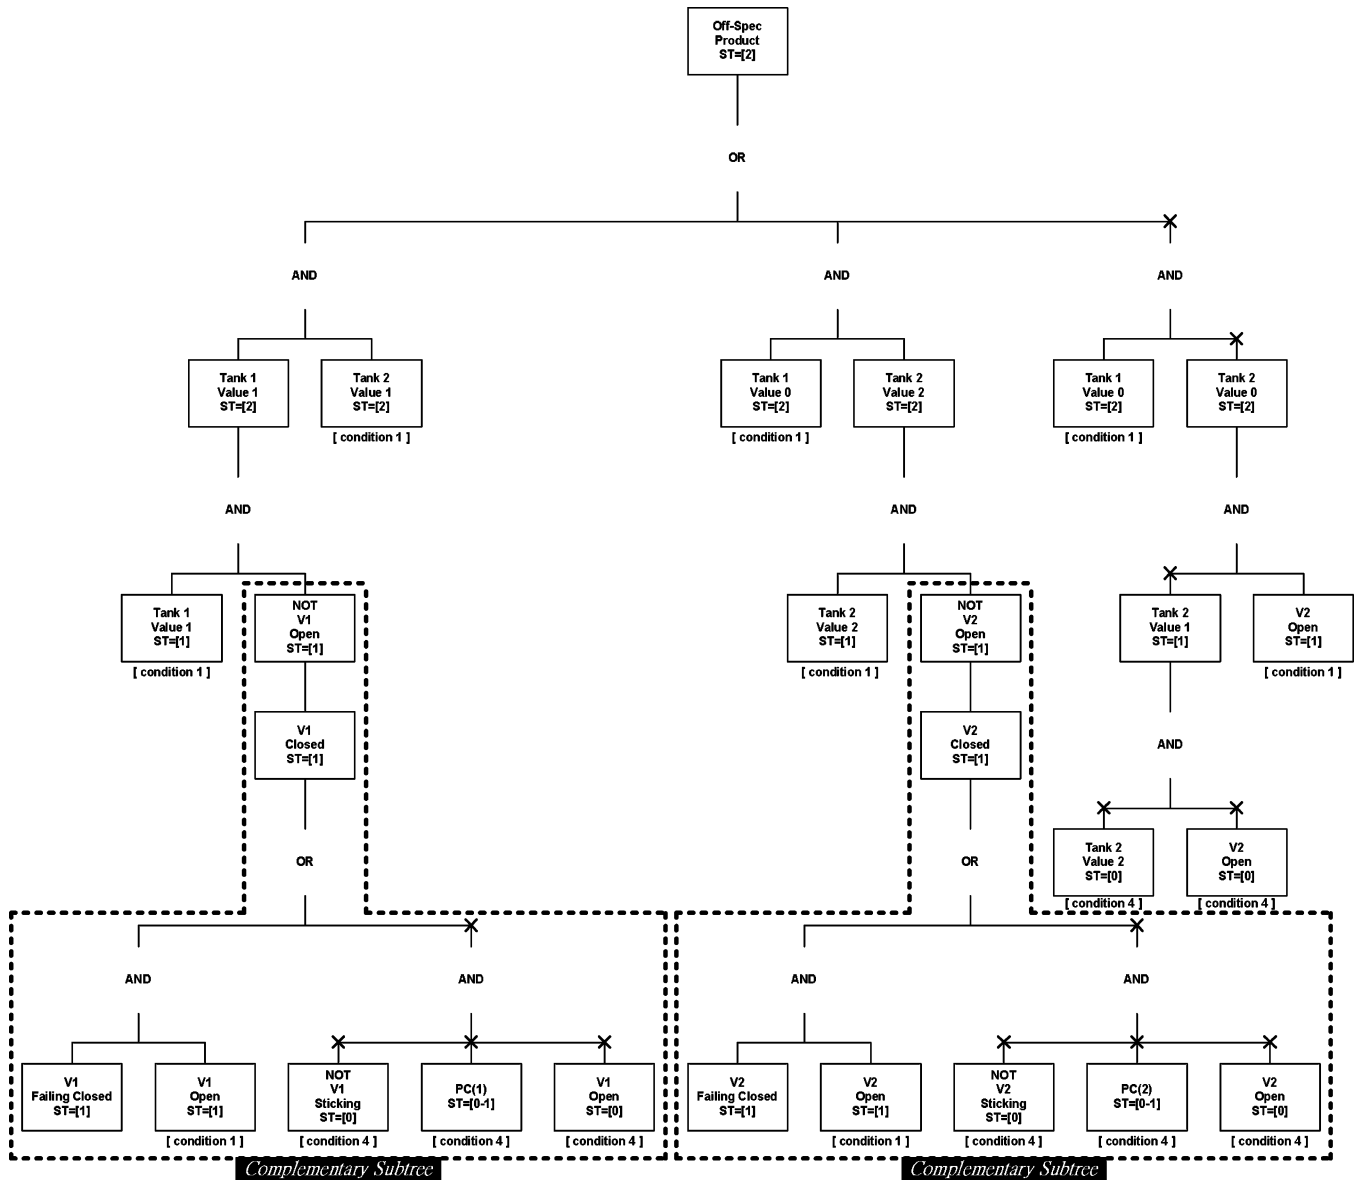 Off-Spec
Product
ST=[2]
OR
AND
AND
AND
Tank 1
Value 1
ST=[2]
Tank 2
Value 1
ST=[2]
[ condition 1 ]
Tank 1
Value 0
ST=[2]
[ condition 1 ]
Tank 2
Value 2
ST=[2]
Tank 1
Value 0
ST=[2]
[ condition 1 ]
Tank 2
Value 0
ST=[2]
AND
AND
AND
Tank 1
Value 1
ST=[1]
[ condition 1 ]
NOT
V1
Open
ST=[1]
Tank 2
Value 2
ST=[1]
[ condition 1 ]
NOT
V2
Open
ST=[1]
Tank 2
Value 1
ST=[1]
V2
Open
ST=[1]
[ condition 1 ]
V1
Closed
ST=[1]
V2
Closed
ST=[1]
AND
OR
OR
Tank 2
Value 2
ST=[0]
[ condition 4 ]
V2
Open
ST=[0]
[ condition 4 ]
AND
AND
AND
AND
V1
Failing Closed
ST=[1]
V1
Open
ST=[1]
[ condition 1 ]
NOT
V1
Sticking
ST=[0]
[ condition 4 ]
PC(1)
ST=[0-1]
[ condition 4 ]
V1
Open
ST=[0]
[ condition 4 ]
V2
Failing Closed
ST=[1]
V2
Open
ST=[1]
[ condition 1 ]
NOT
V2
Sticking
ST=[0]
[ condition 4 ]
PC(2)
ST=[0-1]
[ condition 4 ]
V2
Open
ST=[0]
[ condition 4 ]
Complementary Subtree
Complementary Subtree